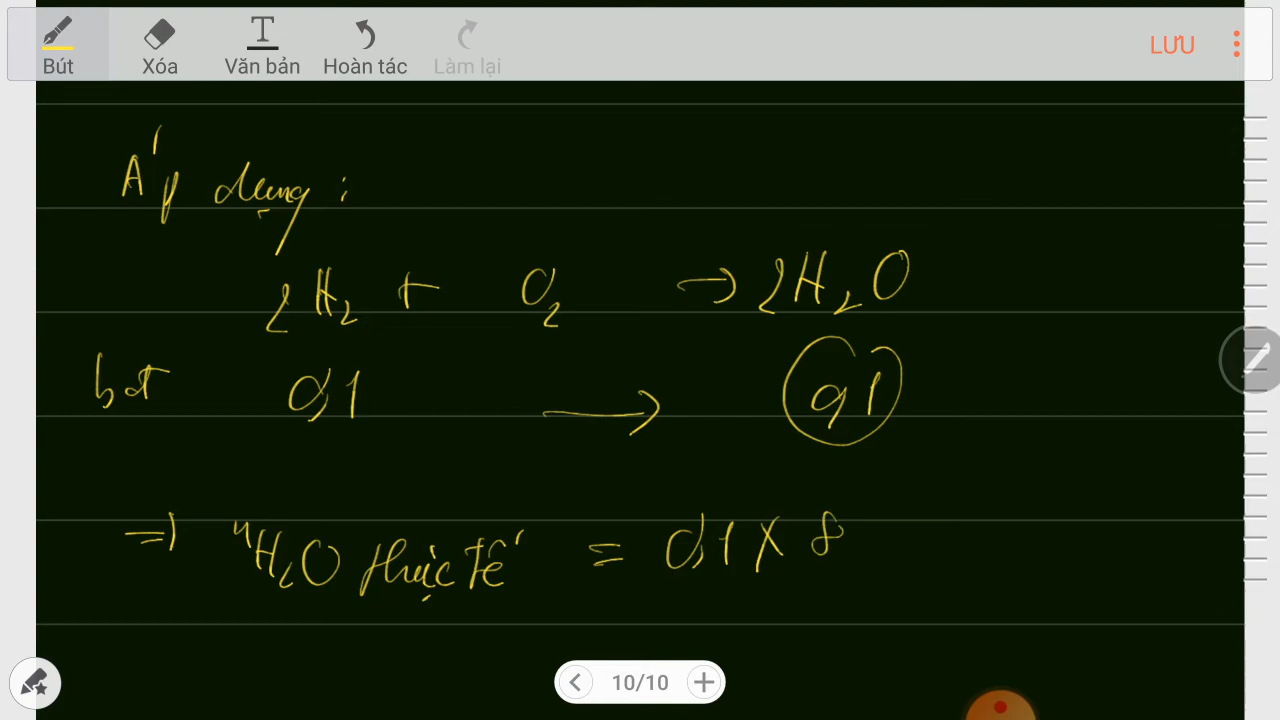 Bút Xóa Văn bản Hoàn tác Làm lại LƯU
Áp dụng:
2H₂ + O₂ → 2H₂O
bđ 0,1 → 0,1
=> nH₂O thực tế = 0,1 x 8
10/10